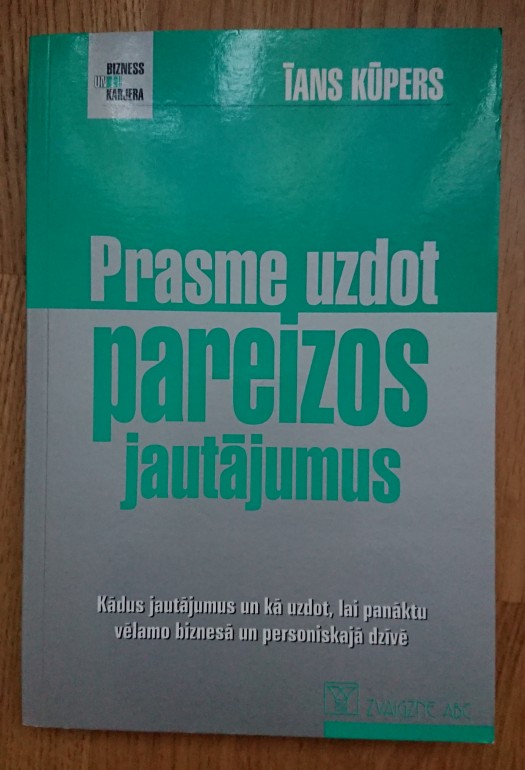 BIZNESS
UN
KARJERA
ĪANS KŪPERS
Prasme uzdot
pareizos
jautājumus
Kādus jautājumus un kā uzdot, lai panāktu
vēlamo biznesā un personiskajā dzīvē
ZVAIGZNE ABC